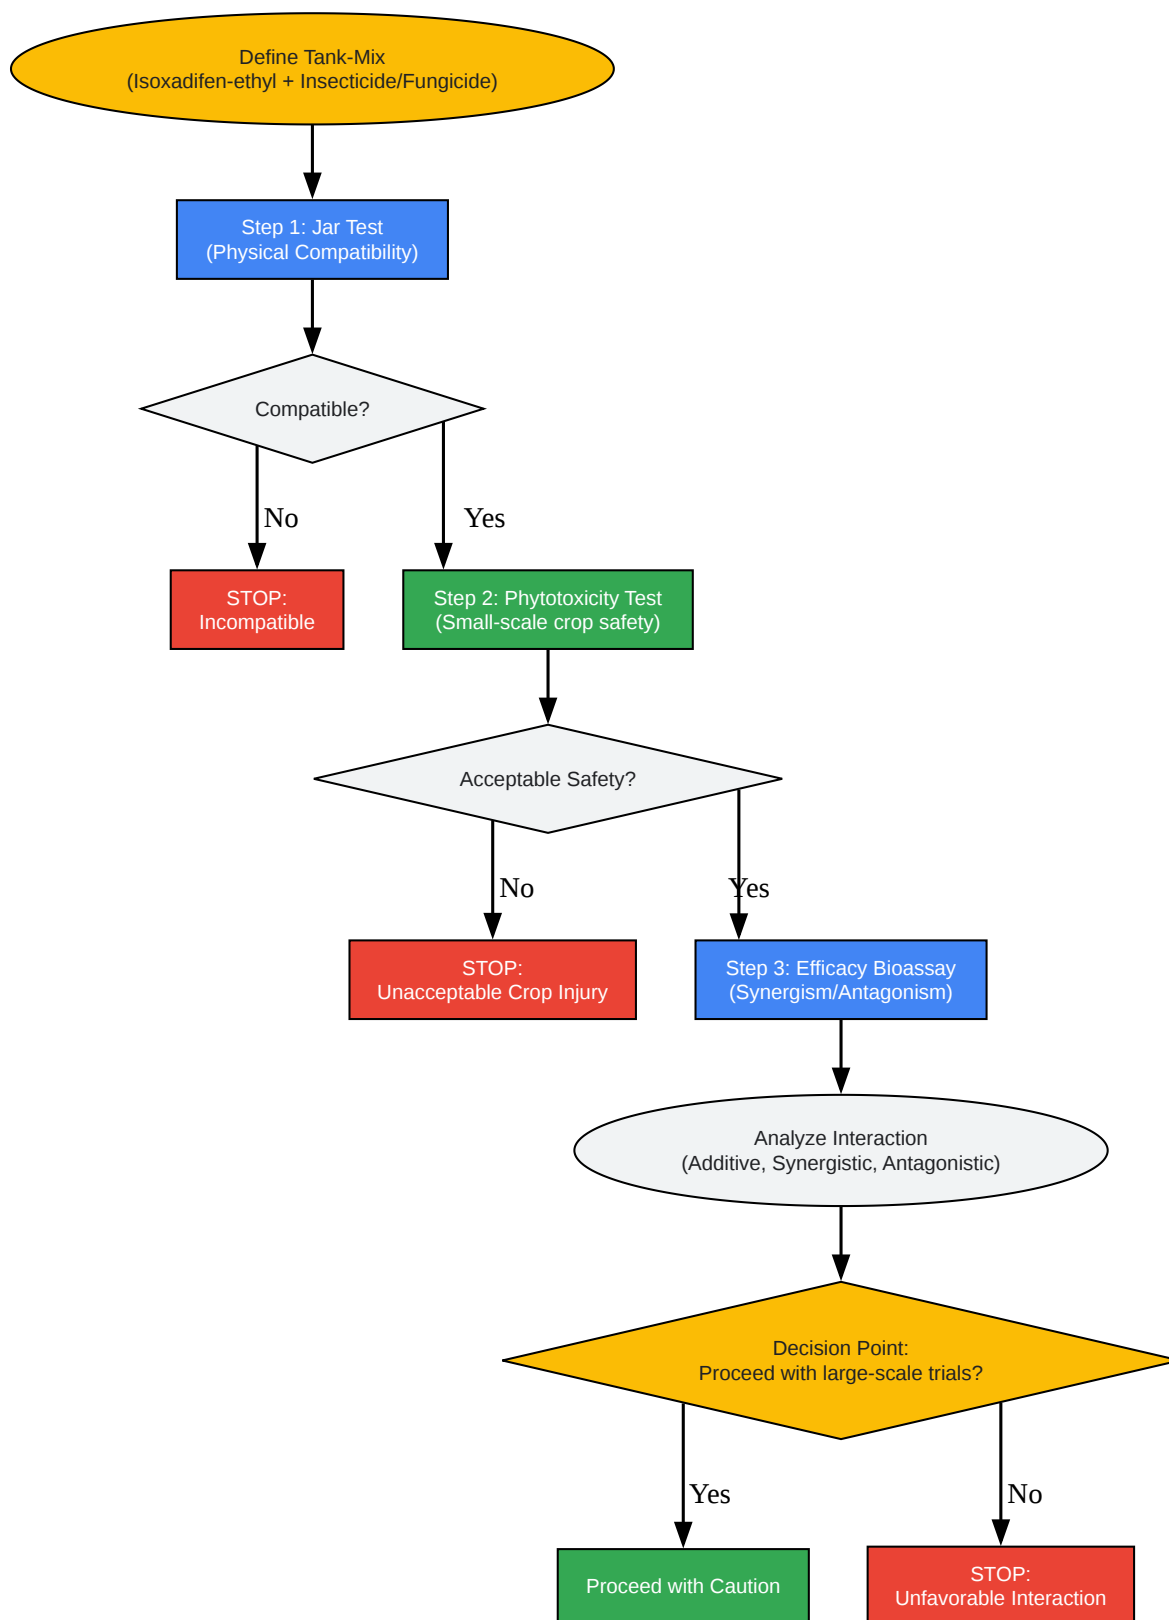 Define Tank-Mix
(Isoxadifen-ethyl + Insecticide/Fungicide)
Step 1: Jar Test
(Physical Compatibility)
Compatible?
No
Yes
STOP:
Incompatible
Step 2: Phytotoxicity Test
(Small-scale crop safety)
Acceptable Safety?
No
Yes
STOP:
Unacceptable Crop Injury
Step 3: Efficacy Bioassay
(Synergism/Antagonism)
Analyze Interaction
(Additive, Synergistic, Antagonistic)
Decision Point:
Proceed with large-scale trials?
Yes
No
Proceed with Caution
STOP:
Unfavorable Interaction